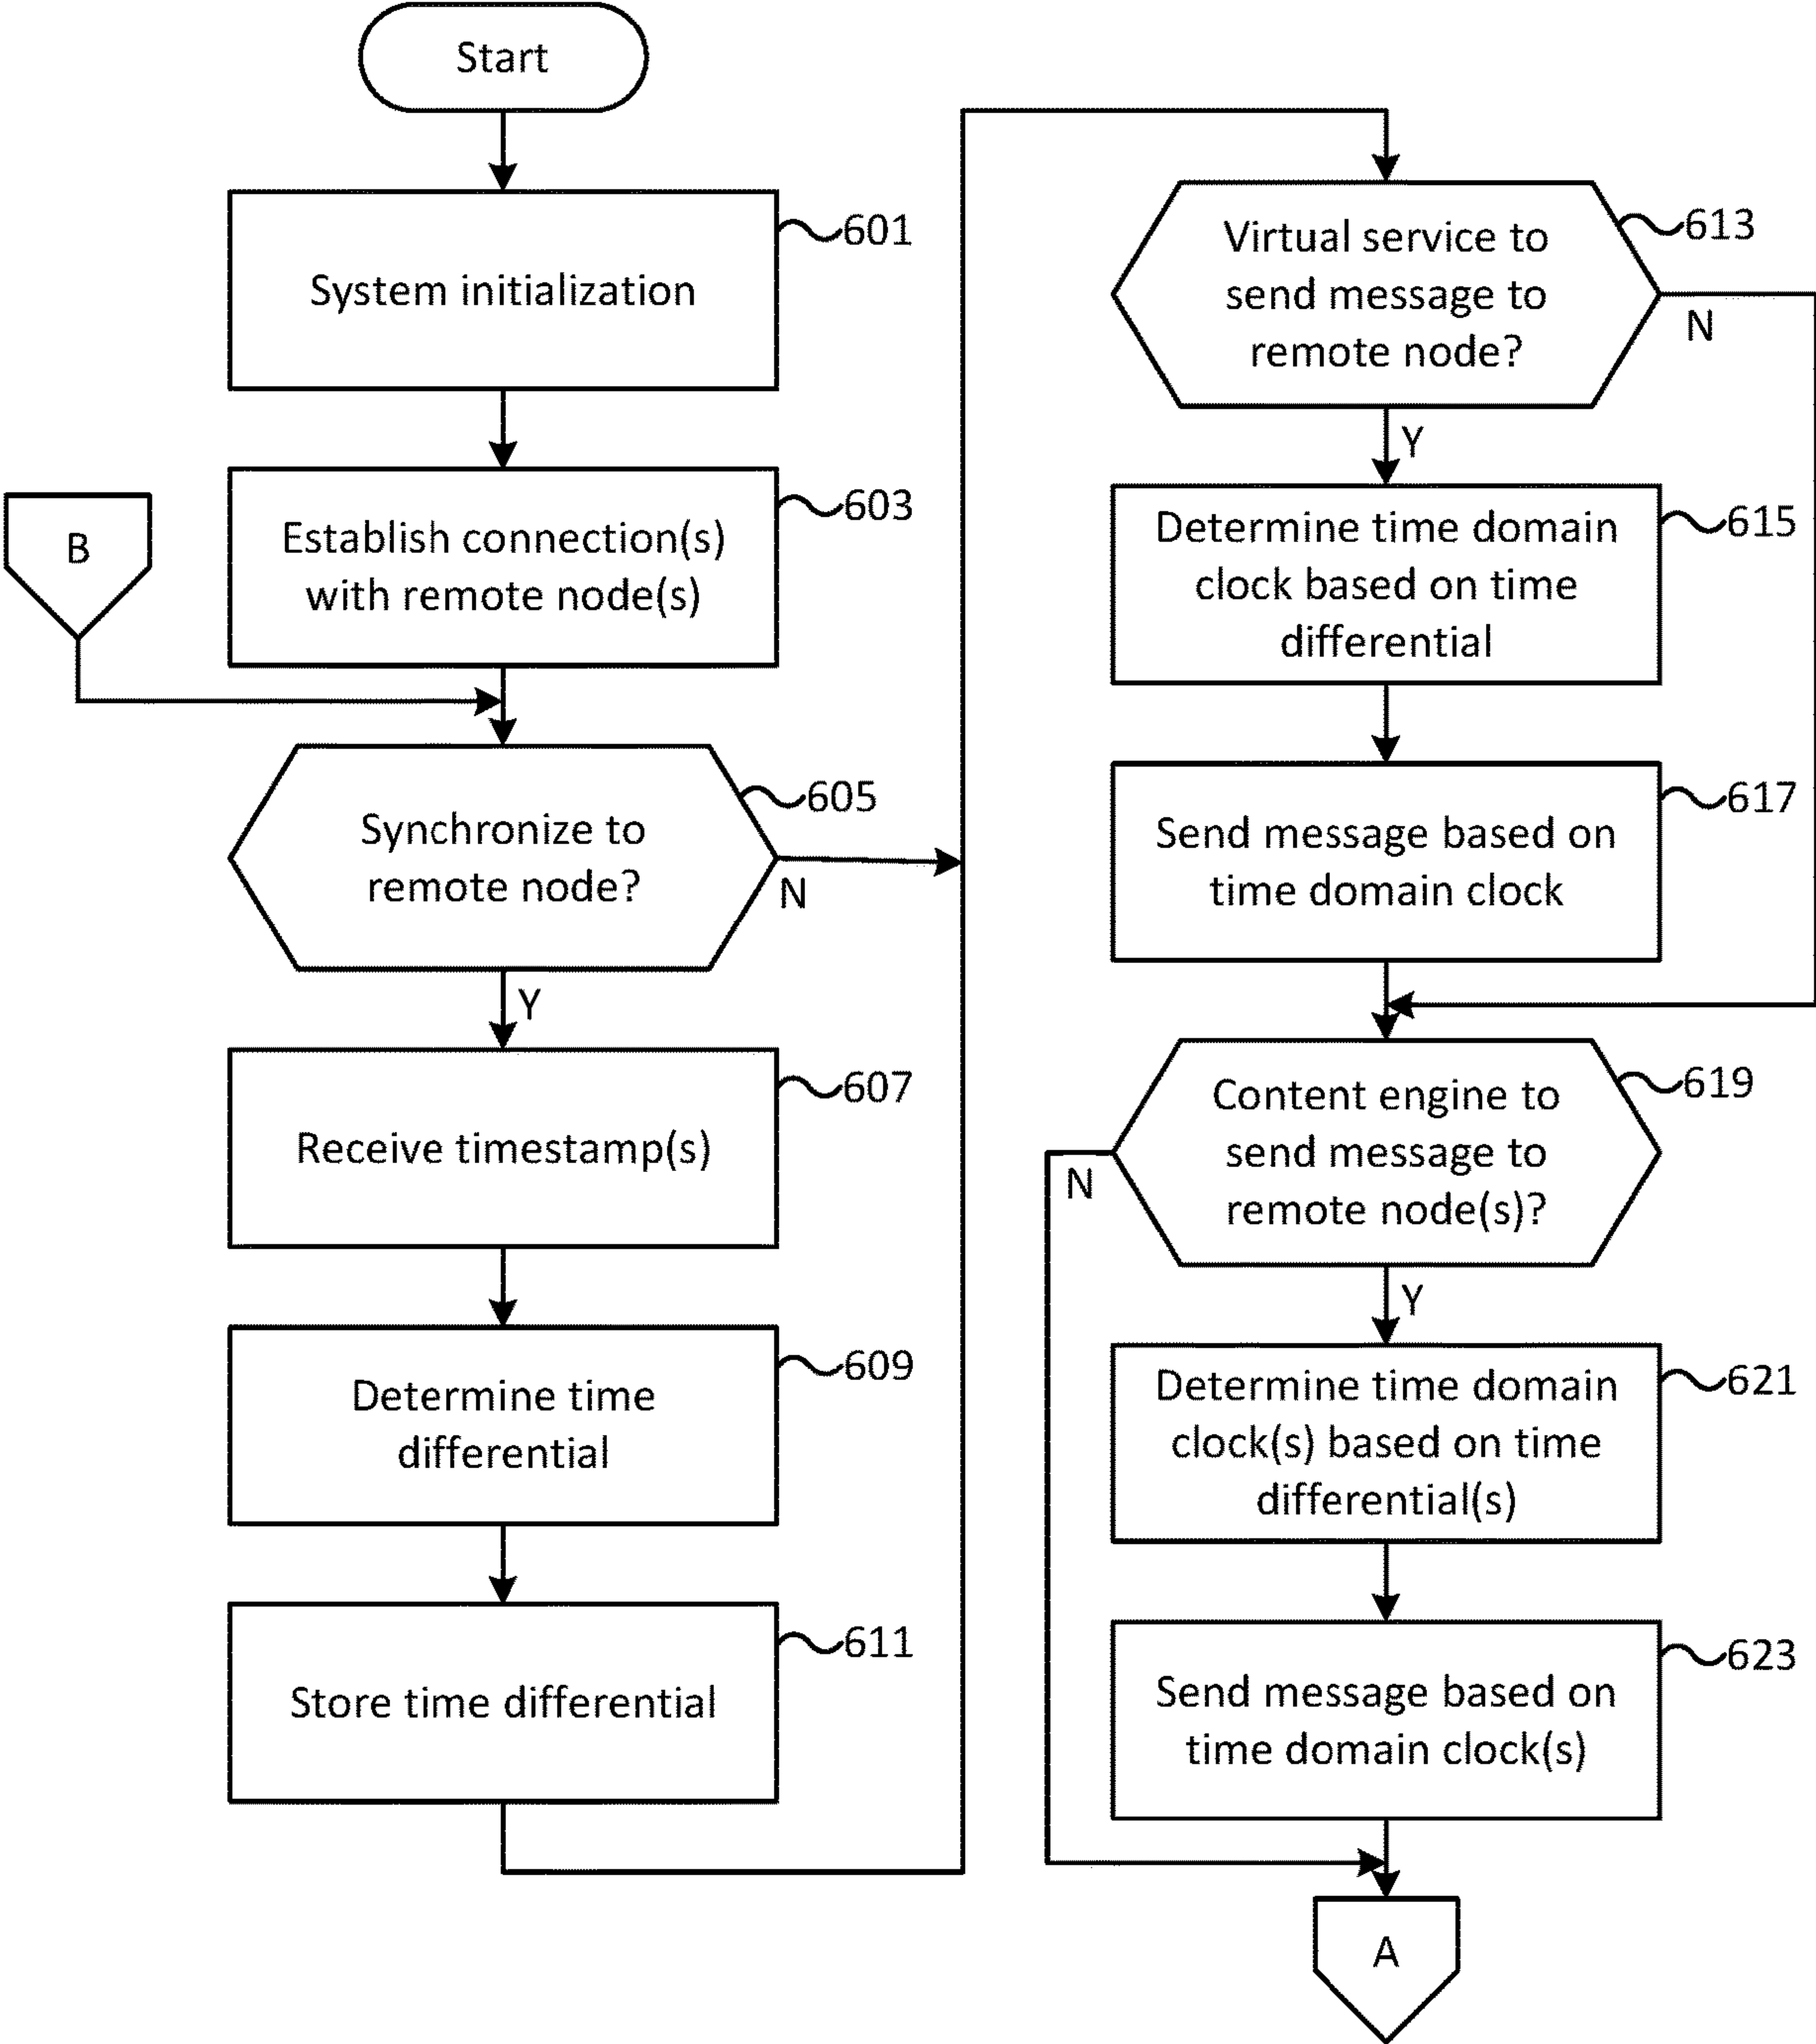 Start
601
System initialization
603
Establish connection(s)
with remote node(s)
B
605
Synchronize to
remote node?
N
Y
607
Receive timestamp(s)
609
Determine time
differential
611
Store time differential
613
Virtual service to
send message to
remote node?
N
Y
615
Determine time domain
clock based on time
differential
617
Send message based on
time domain clock
619
Content engine to
send message to
remote node(s)?
N
Y
621
Determine time domain
clock(s) based on time
differential(s)
623
Send message based on
time domain clock(s)
A